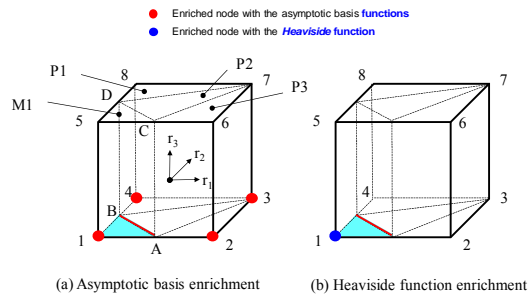 Enriched node with the asymptotic basis functions
Enriched node with the Heaviside function
P1
8
P2
7
M1
D
P3
5
C
6
r3
r2
r1
4
3
B
1
A
2
8
7
5
6
4
3
1
2
(a) Asymptotic basis enrichment
(b) Heaviside function enrichment